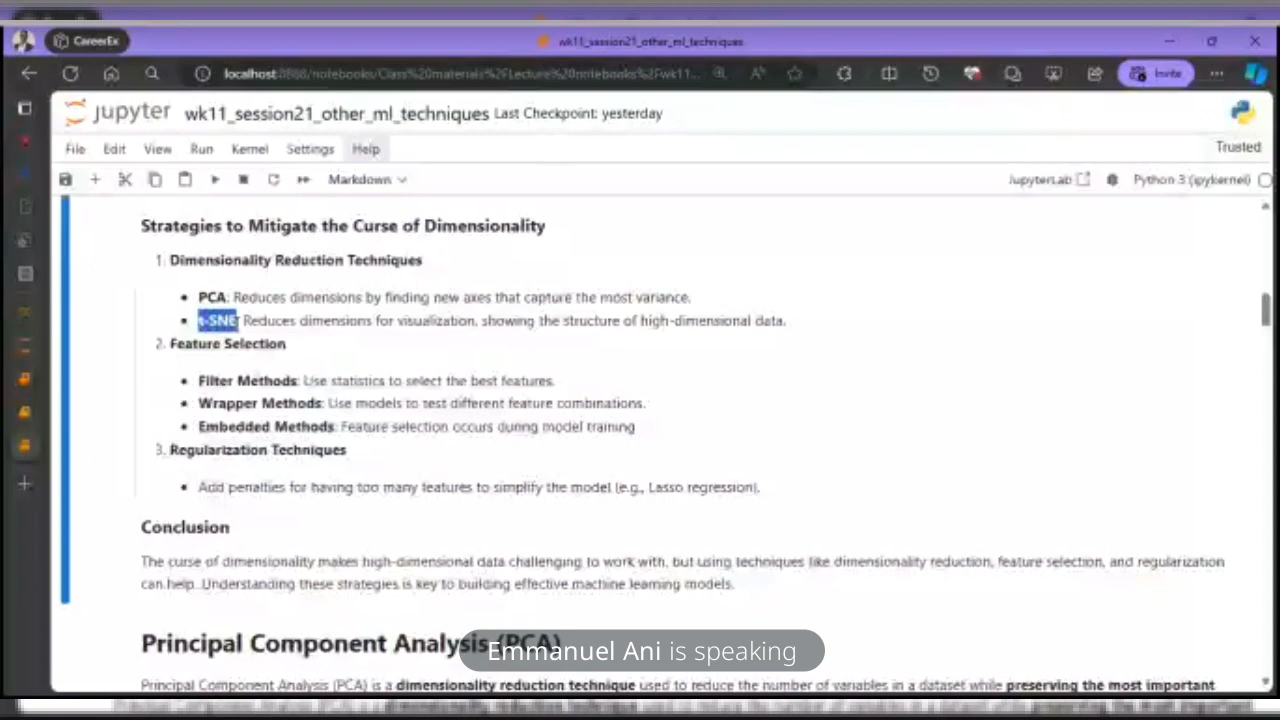 CareerEx
wk11_session21_other_ml_techniques
localhost:8888/notebooks/Class%20materials%2FLecture%20notebooks%2Fwk11...
Invite
jupyter wk11_session21_other_ml_techniques Last Checkpoint: yesterday
File Edit View Run Kernel Settings Help
Trusted
Markdown
JupyterLab
Python 3 (ipykernel)
Strategies to Mitigate the Curse of Dimensionality
1. Dimensionality Reduction Techniques
• PCA: Reduces dimensions by finding new axes that capture the most variance.
• t-SNE: Reduces dimensions for visualization, showing the structure of high-dimensional data.
2. Feature Selection
• Filter Methods: Use statistics to select the best features.
• Wrapper Methods: Use models to test different feature combinations.
• Embedded Methods: Feature selection occurs during model training
3. Regularization Techniques
• Add penalties for having too many features to simplify the model (e.g., Lasso regression).
Conclusion
The curse of dimensionality makes high-dimensional data challenging to work with, but using techniques like dimensionality reduction, feature selection, and regularization
can help. Understanding these strategies is key to building effective machine learning models.
Principal Component Analysis (PCA)
Emmanuel Ani is speaking
Principal Component Analysis (PCA) is a dimensionality reduction technique used to reduce the number of variables in a dataset while preserving the most important